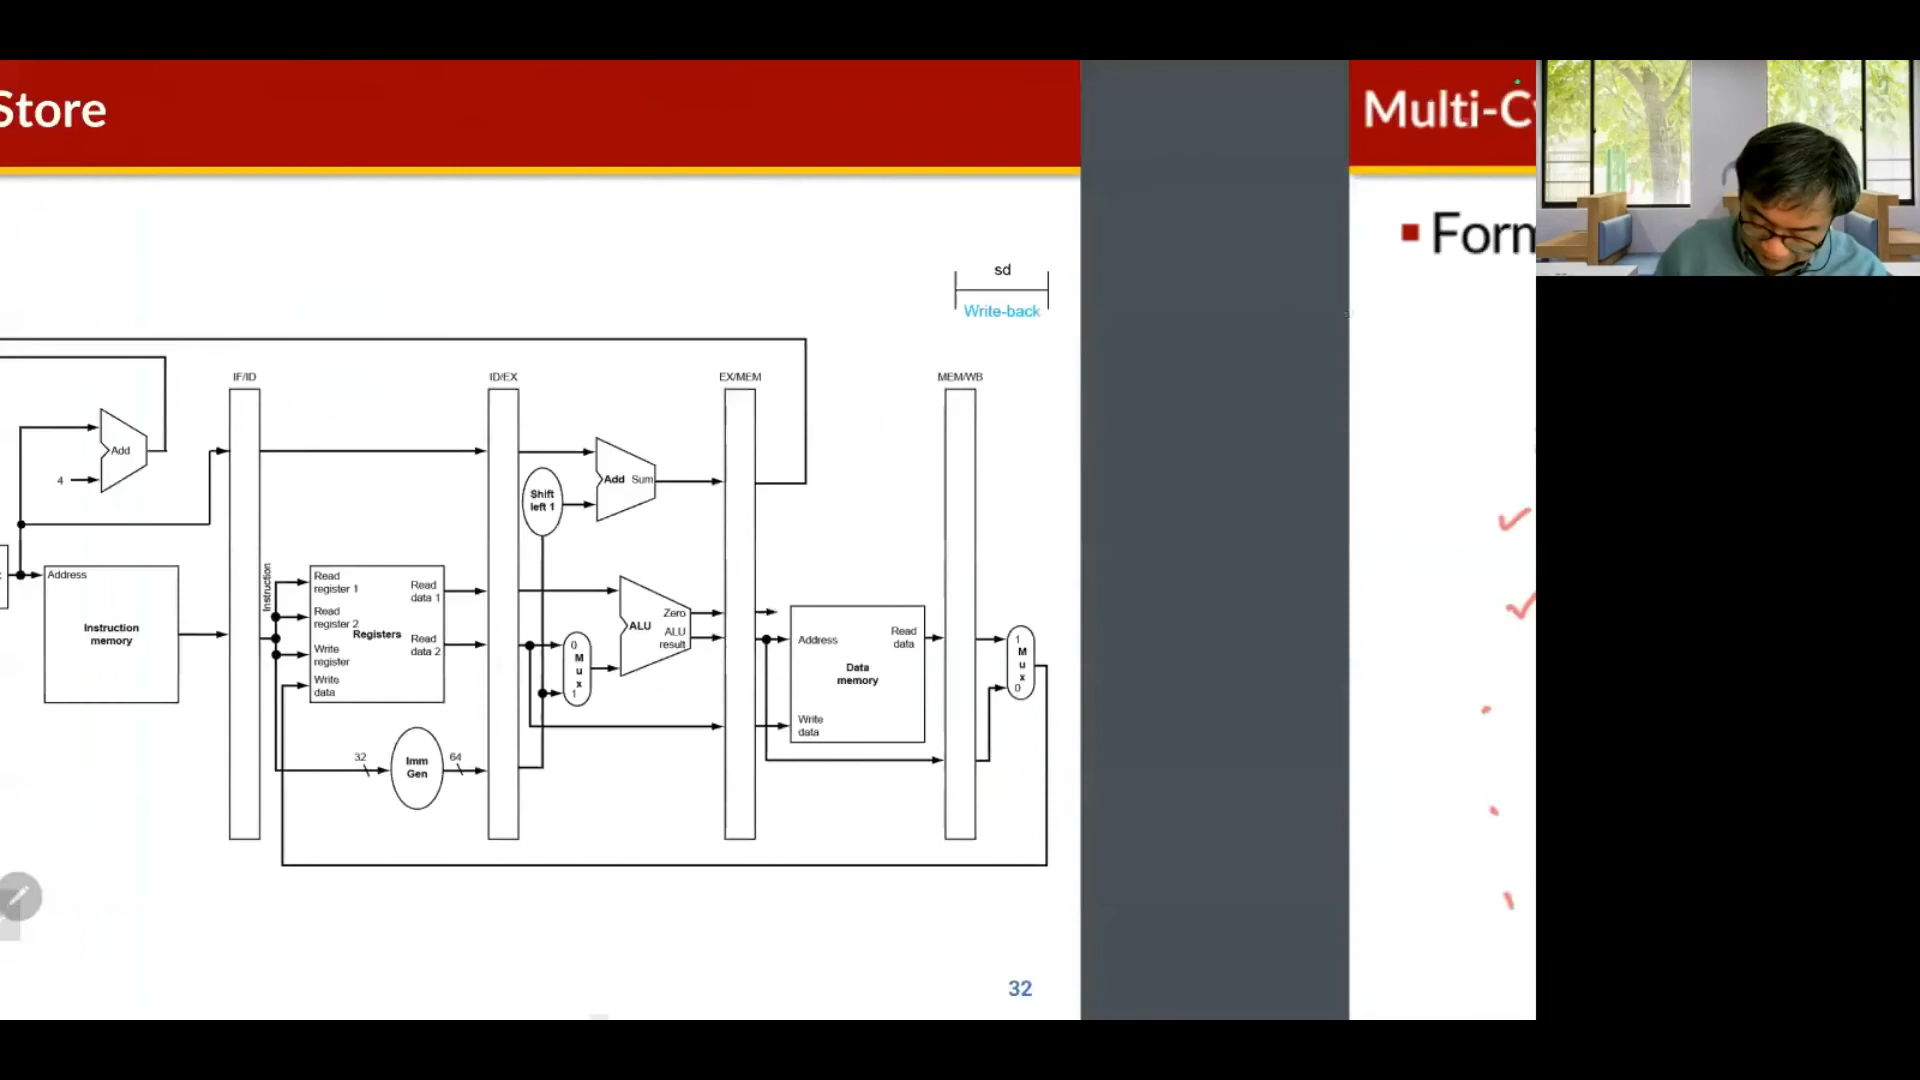 Store
sd
Write-back
IF/ID
ID/EX
EX/MEM
MEM/WB
Add
4
Shift
left 1
Add Sum
Address
Instruction
memory
Instruction
Read
register 1
Read
register 2
Write
register
Write
data
Registers
Read
data 1
Read
data 2
0
M
u
x
1
ALU
Zero
ALU
result
Address
Read
data
Data
memory
Write
data
1
M
u
x
0
32
Imm
Gen
64
32
Multi-C
Form